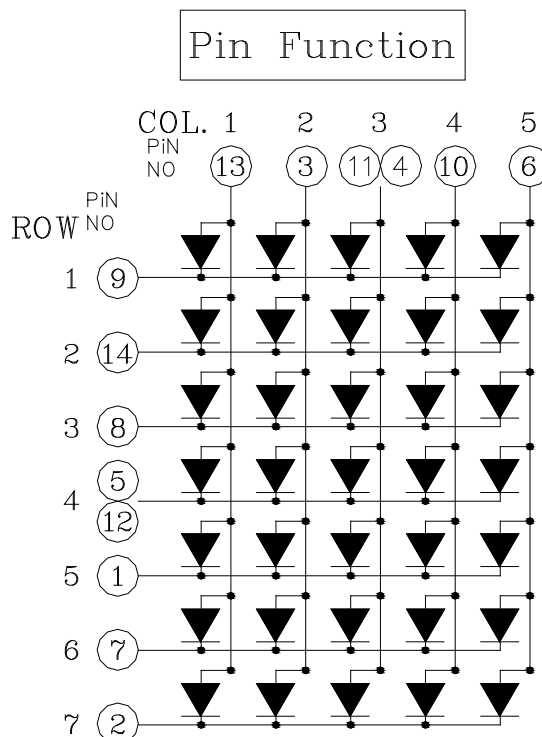 Pin Function
COL. 1 2 3 4 5
PiN
NO 13 3 11 4 10 6
PiN
ROW NO
1 9
2 14
3 8
4 5
12
5 1
6 7
7 2